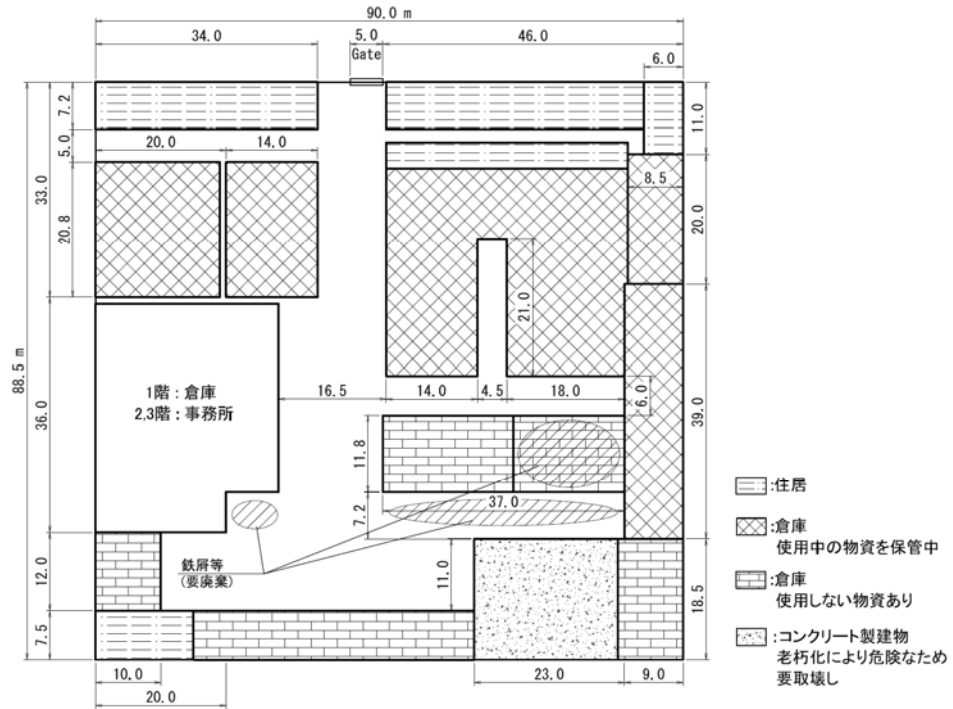 90.0 m
34.0
5.0
46.0
Gate
6.0
7.2
11.0
5.0
20.0
14.0
33.0
8.5
20.0
20.8
21.0
88.5 m
1階：倉庫
2,3階：事務所
16.5
14.0
4.5
18.0
6.0
36.0
39.0
11.8
37.0
7.2
:住居
:倉庫
使用中の物資を保管中
鉄屑等
(要廃棄)
12.0
11.0
:倉庫
使用しない物資あり
18.5
7.5
:コンクリート製建物
老朽化により危険なため
要取壊し
10.0
23.0
9.0
20.0